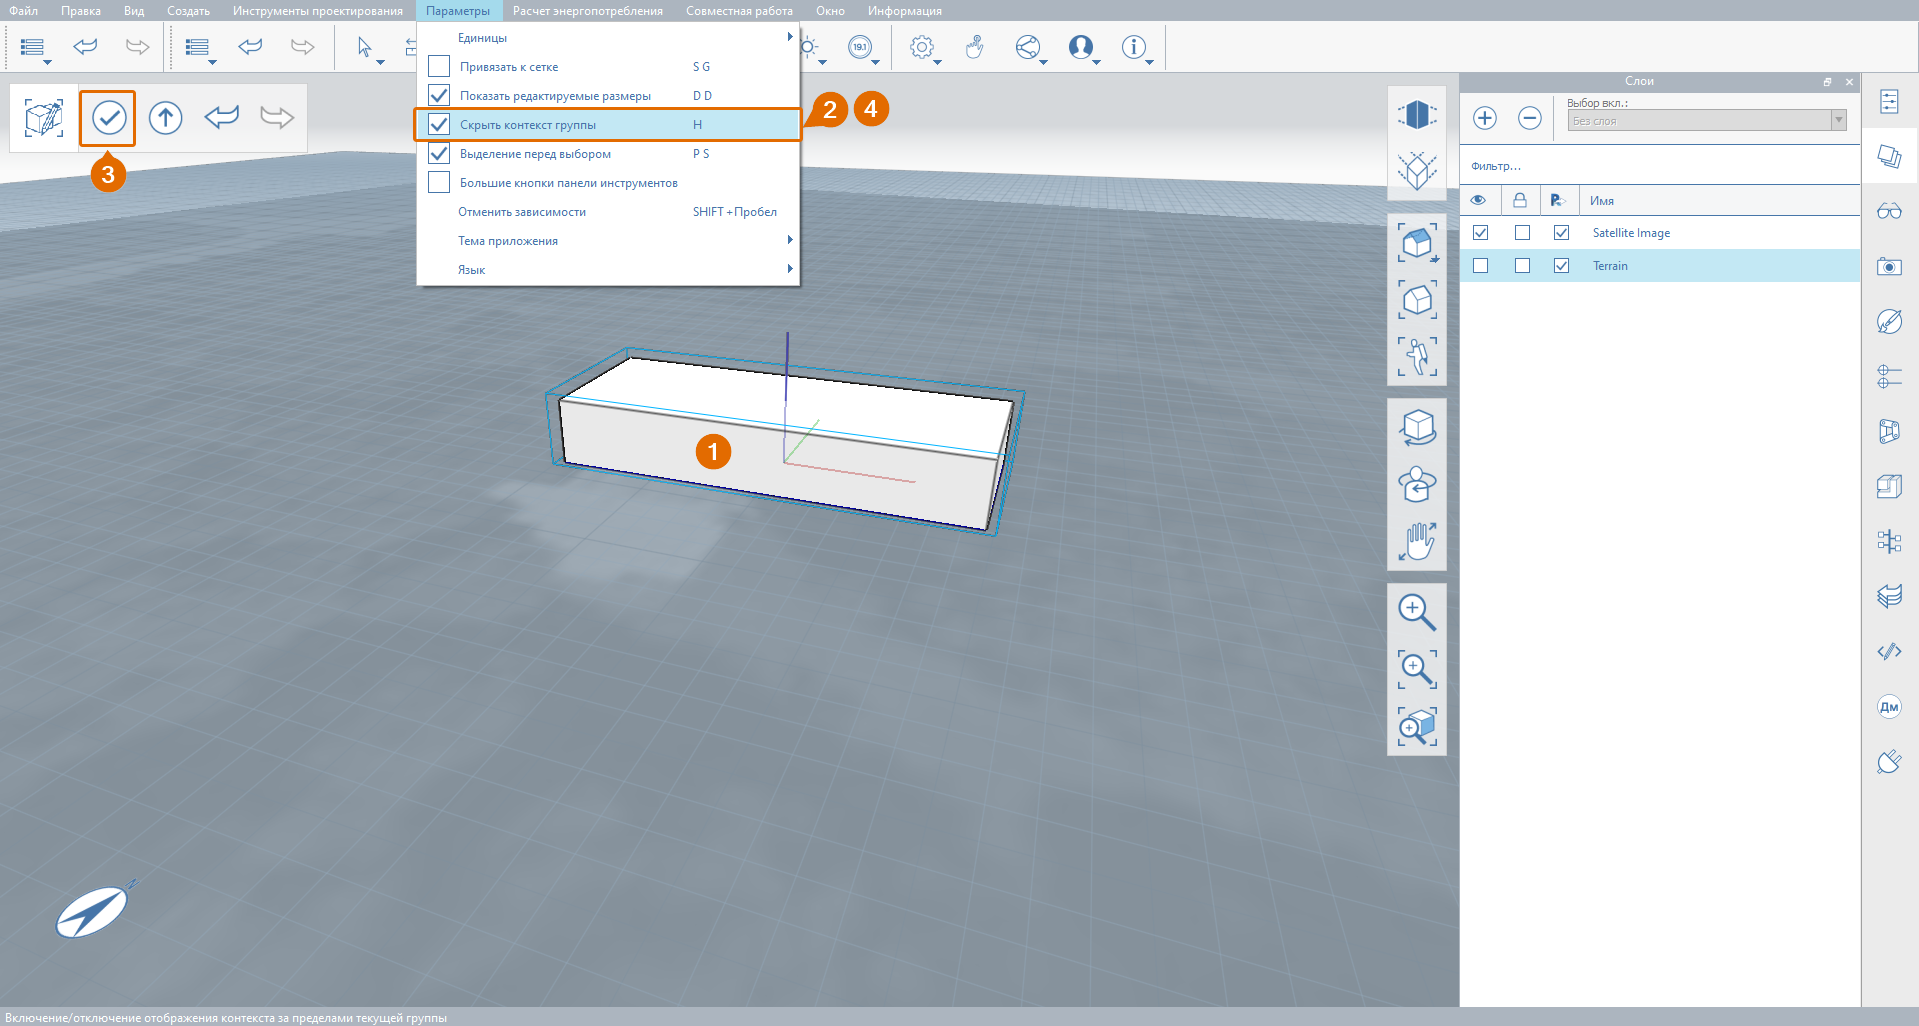 Файл Правка Вид Создать Инструменты проектирования Параметры Расчет энергопотребления Совместная работа Окно Информация
19.1
Единицы
Привязать к сетке S G
Показать редактируемые размеры D D
Скрыть контекст группы H
Выделение перед выбором P S
Большие кнопки панели инструментов
Отменить зависимости SHIFT +Пробел
Тема приложения
Язык
2 4
3
1
N
Слои
Выбор вкл.:
Без слоя
Фильтр...
Имя
Satellite Image
Terrain
Дм
Включение/отключение отображения контекста за пределами текущей группы